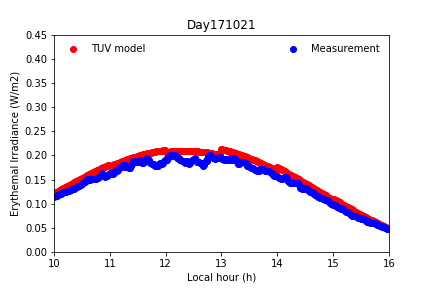 Day171021
TUV model
Measurement
Erythemal Irradiance (W/m2)
0.45
0.40
0.35
0.30
0.25
0.20
0.15
0.10
0.05
0.00
10 11 12 13 14 15 16
Local hour (h)